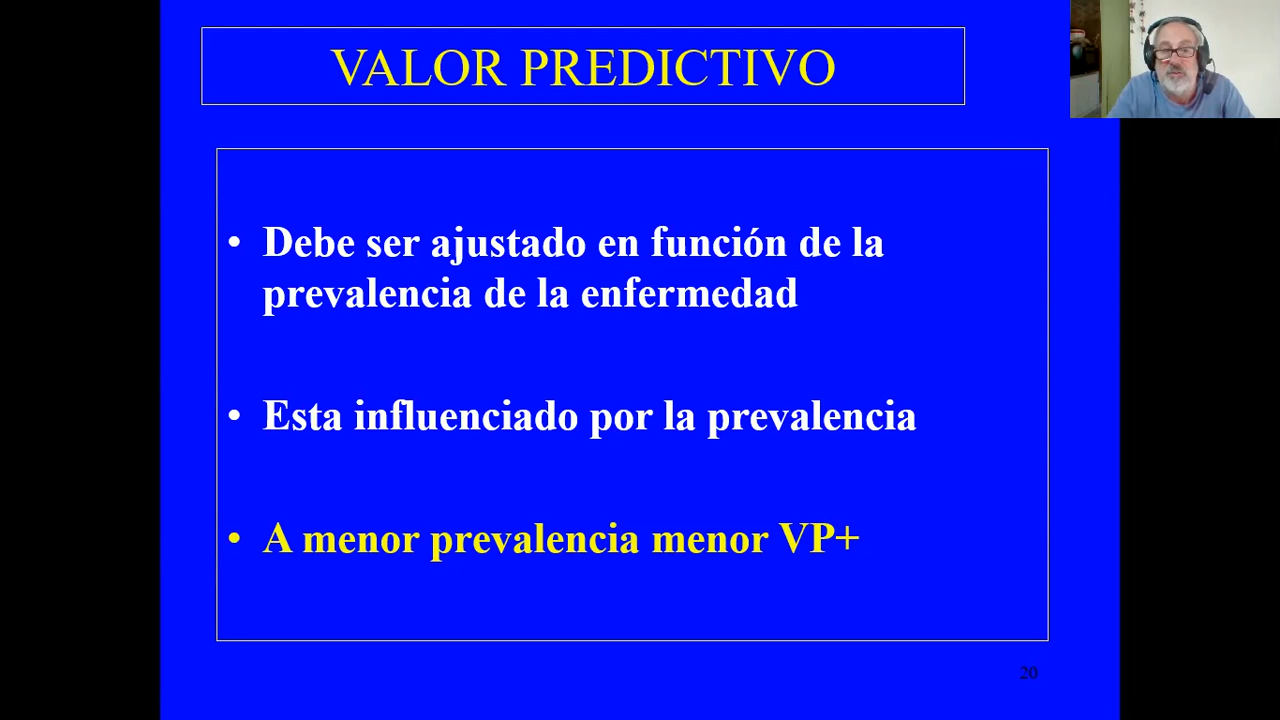 VALOR PREDICTIVO
• Debe ser ajustado en función de la
prevalencia de la enfermedad
• Esta influenciado por la prevalencia
• A menor prevalencia menor VP+
20